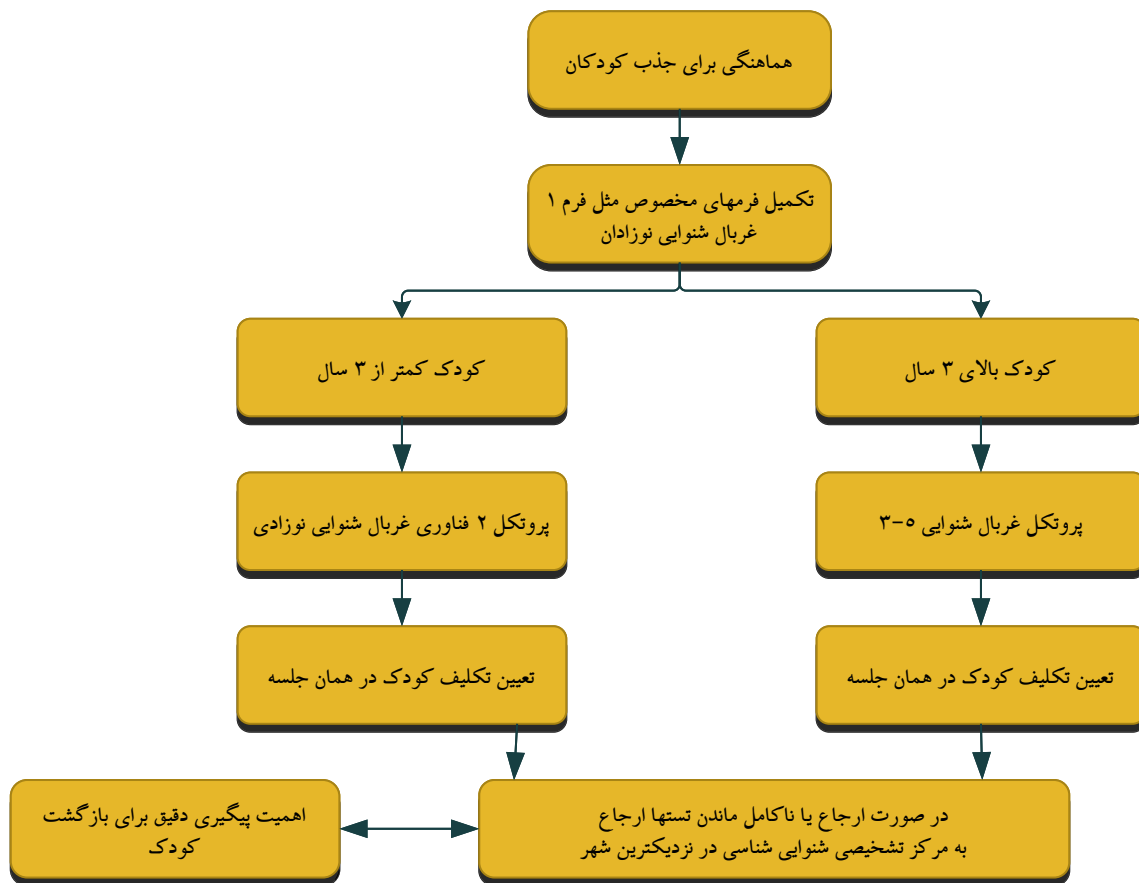 هماهنگی برای جذب کودکان
تکمیل فرمهای مخصوص مثل فرم ۱
غربال شنوایی نوزادان
کودک بالای ۳ سال
کودک کمتر از ۳ سال
پروتکل غربال شنوایی ۵-۳
پروتکل ۲ فناوری غربال شنوایی نوزادی
تعیین تکلیف کودک در همان جلسه
تعیین تکلیف کودک در همان جلسه
در صورت ارجاع یا ناکامل ماندن تستها ارجاع
به مرکز تشخیصی شنوایی شناسی در نزدیکترین شهر
اهمیت پیگیری دقیق برای بازگشت
کودک